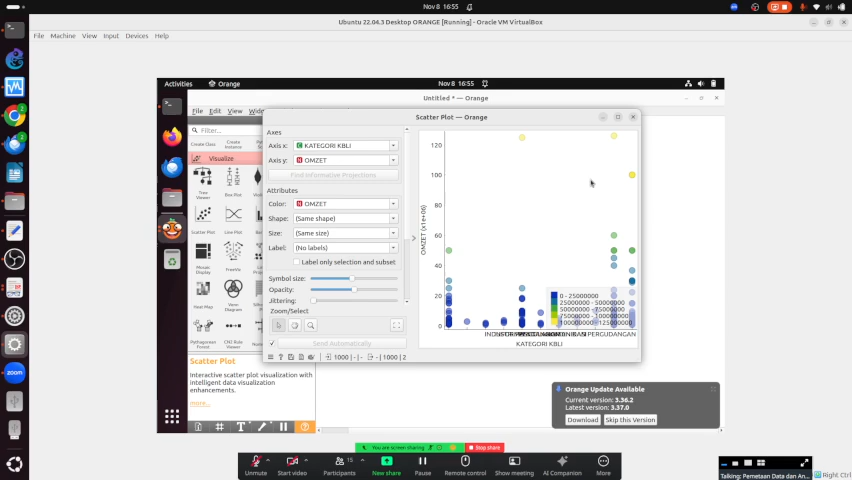 Nov 8 16:55
Ubuntu 22.04.3 Desktop ORANGE [Running] - Oracle VM VirtualBox
File Machine View Input Devices Help
Activities Orange Nov 8 16:55
Untitled * — Orange
File Edit View
Scatter Plot — Orange
Filter...
Create Class Create Instance
Visualize
Tree Viewer Box Plot
Scatter Plot Line Plot
Mosaic Display FreeViz
Heat Map Venn Diagram
Pythagorean Forest CN2 Rule Viewer
Axes
Axis x: KATEGORI KBLI
Axis y: OMZET
Find Informative Projections
Attributes
Color: OMZET
Shape: (Same shape)
Size: (Same size)
Label: (No labels)
Label only selection and subset
Symbol size:
Opacity:
Jittering:
Zoom/Select
Send Automatically
1000 | - | - - | 1000 | 2
OMZET (x1e+06)
120
100
80
60
40
20
0
0 - 25000000
25000000 - 50000000
50000000 - 75000000
75000000 - 100000000
100000000 - 125000000
PERGUDANGAN
KATEGORI KBLI
Scatter Plot
Interactive scatter plot visualization with
intelligent data visualization
enhancements.
more...
Orange Update Available
Current version: 3.36.2
Latest version: 3.37.0
Download Skip this Version
You are screen sharing Stop share
Unmute Start video Participants 15 New share Pause Remote control Show meeting AI Companion More
Talking: Pemetaan Data dan An...
Right Ctrl